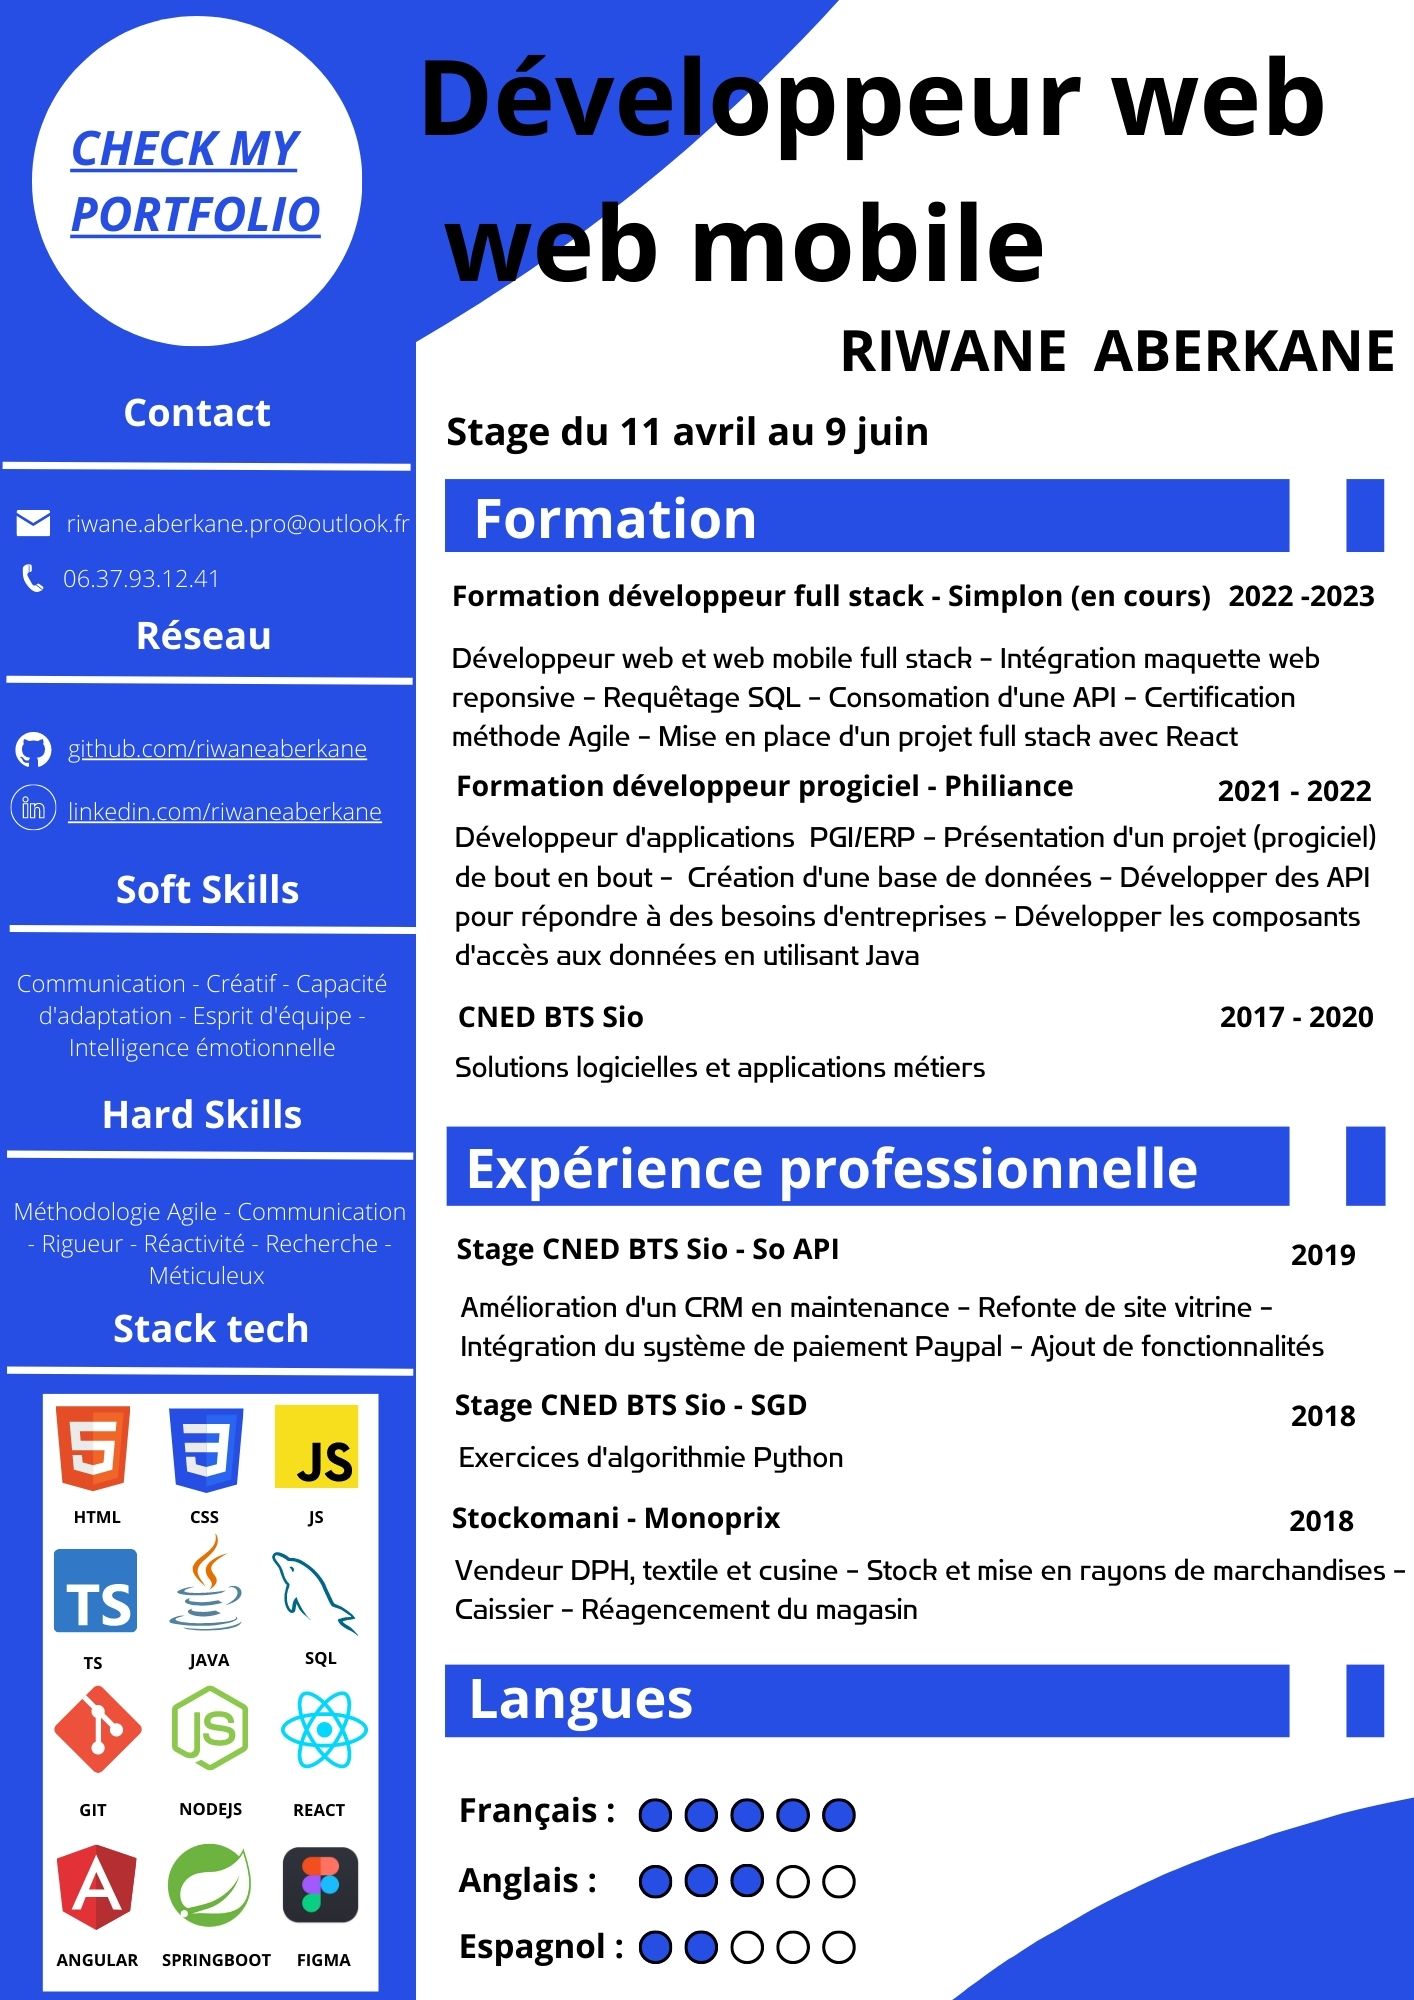 CHECK MY
PORTFOLIO
Développeur web
web mobile
RIWANE ABERKANE
Contact
riwane.aberkane.pro@outlook.fr
06.37.93.12.41
Réseau
github.com/riwaneaberkane
in
linkedin.com/riwaneaberkane
Soft Skills
Communication - Créatif - Capacité
d'adaptation - Esprit d'équipe -
Intelligence émotionnelle
Hard Skills
Méthodologie Agile - Communication
- Rigueur - Réactivité - Recherche -
Méticuleux
Stack tech
5 3 JS
HTML CSS JS
TS
TS JAVA SQL
JS
GIT NODEJS REACT
A
ANGULAR SPRINGBOOT FIGMA
Stage du 11 avril au 9 juin
Formation
Formation développeur full stack - Simplon (en cours) 2022 -2023
Développeur web et web mobile full stack - Intégration maquette web
reponsive - Requêtage SQL - Consomation d'une API - Certification
méthode Agile - Mise en place d'un projet full stack avec React
Formation développeur progiciel - Philiance 2021 - 2022
Développeur d'applications PGI/ERP - Présentation d'un projet (progiciel)
de bout en bout - Création d'une base de données - Développer des API
pour répondre à des besoins d'entreprises - Développer les composants
d'accès aux données en utilisant Java
CNED BTS Sio 2017 - 2020
Solutions logicielles et applications métiers
Expérience professionnelle
Stage CNED BTS Sio - So API 2019
Amélioration d'un CRM en maintenance - Refonte de site vitrine -
Intégration du système de paiement Paypal - Ajout de fonctionnalités
Stage CNED BTS Sio - SGD 2018
Exercices d'algorithmie Python
Stockomani - Monoprix 2018
Vendeur DPH, textile et cusine - Stock et mise en rayons de marchandises -
Caissier - Réagencement du magasin
Langues
Français :
Anglais :
Espagnol :